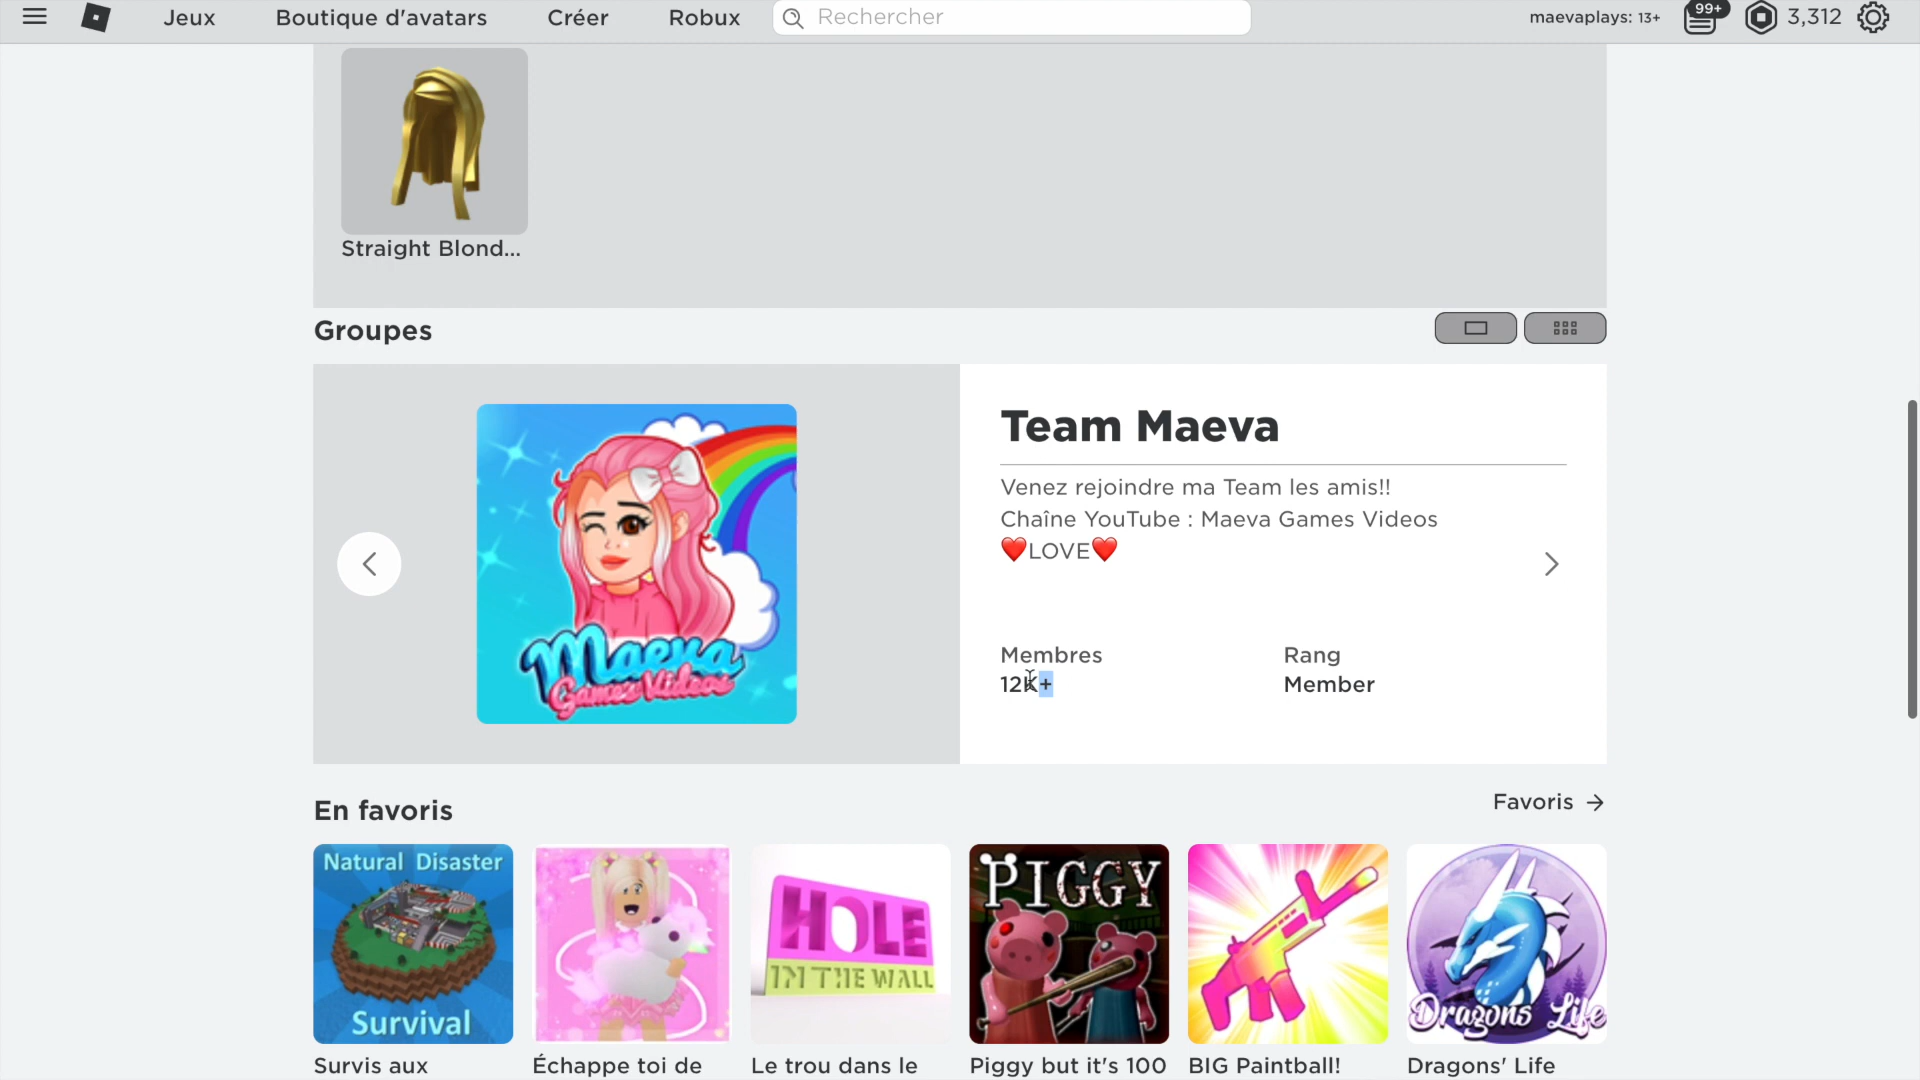 Jeux
Boutique d'avatars
Créer
Robux
Rechercher
maevaplays: 13+
99+
3,312
Straight Blond...
Groupes
Team Maeva
Venez rejoindre ma Team les amis!!
Chaîne YouTube : Maeva Games Videos
❤️LOVE❤️
Membres
12K+
Rang
Member
Maeva
Games Videos
En favoris
Favoris →
Natural Disaster
Survival
HOLE
IN THE WALL
PIGGY
Dragons Life
Survis aux
Échappe toi de
Le trou dans le
Piggy but it's 100
BIG Paintball!
Dragons' Life